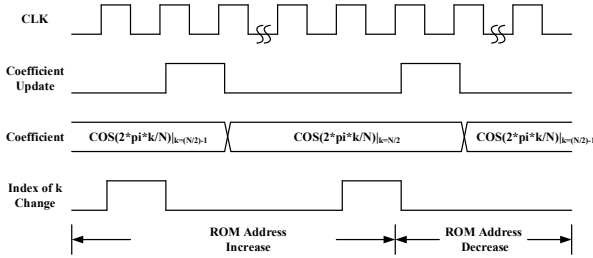 CLK
Coefficient
Update
Coefficient
COS(2*pi*k/N)|k=(N/2)-1
COS(2*pi*k/N)|k=N/2
COS(2*pi*k/N)|k=(N/2)-1
Index of k
Change
ROM Address
Increase
ROM Address
Decrease